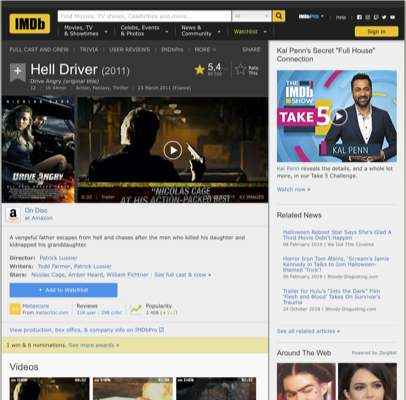 IMDb
Find Movies, TV shows, Celebrities and more...
All
IMDbPro
Help
Movies, TV
& Showtimes
Celebs, Events
& Photos
News &
Community
Watchlist
Sign in
FULL CAST AND CREW | TRIVIA | USER REVIEWS | IMDbPro | MORE
SHARE
Hell Driver (2011)
Drive Angry (original title)
12 | 1h 44min | Action, Fantasy, Thriller | 23 March 2011 (France)
5,4
Rate
This
NICOLAS CAGE
DRIVE ANGRY
"NICOLAS CAGE
AT HIS ACTION-PACKED BEST
0:32 | Trailer
47 IMAGES
On Disc
at Amazon
A vengeful father escapes from hell and chases after the men who killed his daughter and
kidnapped his granddaughter.
Director: Patrick Lussier
Writers: Todd Farmer, Patrick Lussier
Stars: Nicolas Cage, Amber Heard, William Fichtner | See full cast & crew »
+ Add to Watchlist
Metascore
From metacritic.com
Reviews
218 user | 298 critic
Popularity
View production, box office, & company info on IMDbPro
1 win & 6 nominations. See more awards »
Videos
Kal Penn's Secret "Full House"
Connection
THE IMDb
SHOW
TAKE 5
KAL PENN
Kal Penn reveals the details, and a whole lot
more, in our Take 5 Challenge.
Watch now »
Related News
Halloween Reboot Star Says She's Glad A
Third Movie Didn't Happen
08 February 2019 | We Got This Covered
Horror Icon Tom Atkins, 'Scream's Jamie
Kennedy in Talks to Join Halloween-
themed 'Trick'!
06 February 2019 | Bloody-Disgusting.com
Trailer for Hulu's "Into the Dark" Film
'Flesh and Blood' Takes On Survivor's
Trauma
24 October 2018 | Bloody-Disgusting.com
See all related articles »
Around The Web
Powered by ZergNet